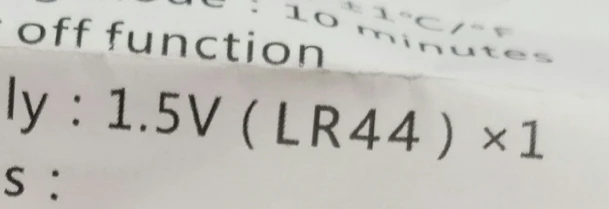 : 10 minutes
±1°C/°F
off function
ly : 1.5V ( LR44 ) ×1
s :